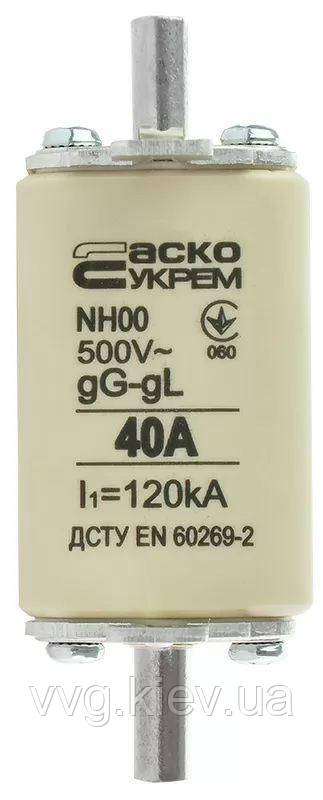 аско
УКРЕМ
NH00
500V~
060
gG-gL
40A
I₁=120kA
ДСТУ EN 60269-2
vvg.kiev.ua